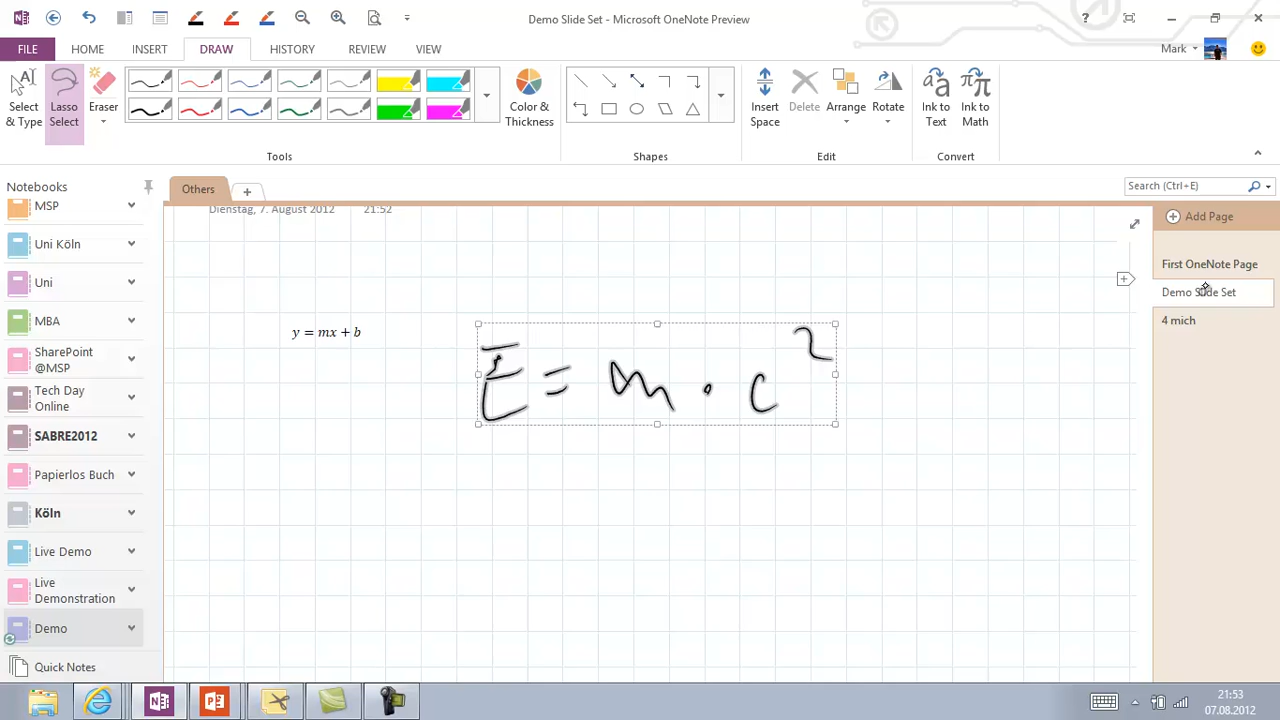 Demo Slide Set - Microsoft OneNote Preview
?
FILE HOME INSERT DRAW HISTORY REVIEW VIEW
Mark
Select & Type
Lasso Select
Eraser
Color & Thickness
Insert Space
Delete
Arrange
Rotate
Ink to Text
Ink to Math
Tools Shapes Edit Convert
Notebooks
Others
Search (Ctrl+E)
MSP
Uni Köln
Uni
MBA
SharePoint @MSP
Tech Day Online
SABRE2012
Papierlos Buch
Köln
Live Demo
Live Demonstration
Demo
Quick Notes
Dienstag, 7. August 2012 21:52
y = mx + b
E = m · c²
Add Page
First OneNote Page
Demo Slide Set
4 mich
21:53
07.08.2012